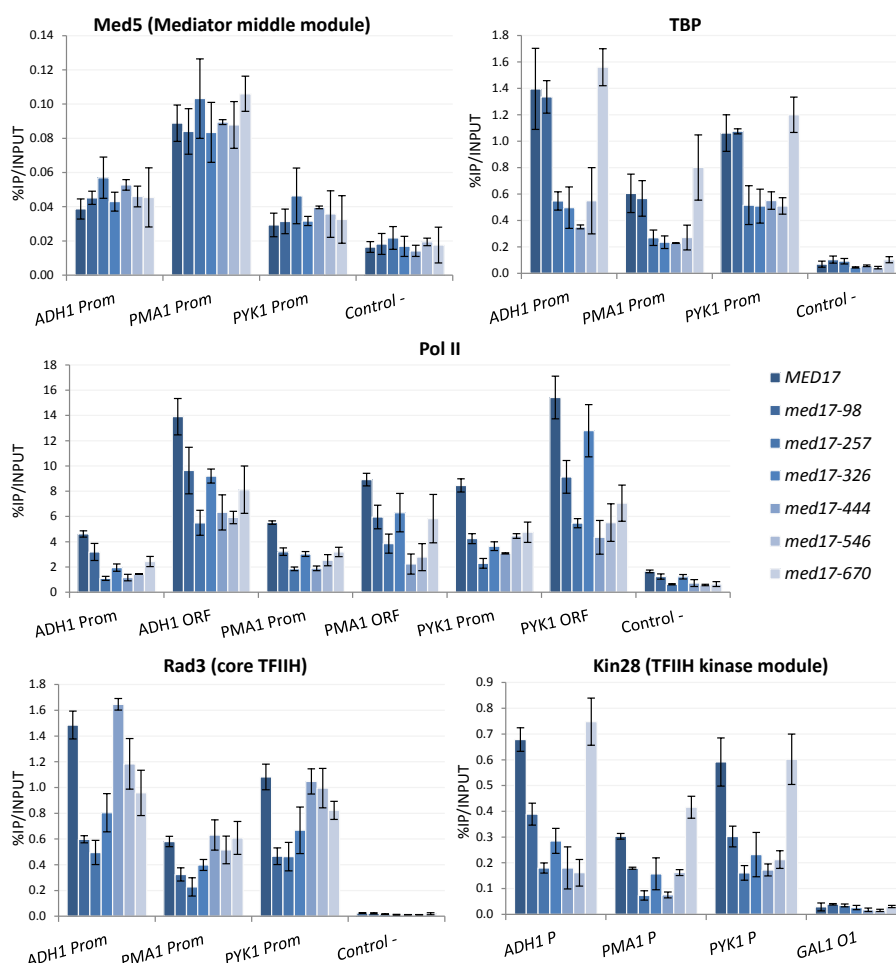 Med5 (Mediator middle module)
%IP/INPUT
0.14
0.12
0.10
0.08
0.06
0.04
0.02
0.00
ADH1 Prom
PMA1 Prom
PYK1 Prom
Control -
TBP
%IP/INPUT
1.8
1.6
1.4
1.2
1.0
0.8
0.6
0.4
0.2
0.0
ADH1 Prom
PMA1 Prom
PYK1 Prom
Control -
Pol II
%IP/INPUT
18
16
14
12
10
8
6
4
2
0
ADH1 Prom
ADH1 ORF
PMA1 Prom
PMA1 ORF
PYK1 Prom
PYK1 ORF
Control -
MED17
med17-98
med17-257
med17-326
med17-444
med17-546
med17-670
Rad3 (core TFIIH)
%IP/INPUT
1.8
1.6
1.4
1.2
1.0
0.8
0.6
0.4
0.2
0.0
ADH1 Prom
PMA1 Prom
PYK1 Prom
Control -
Kin28 (TFIIH kinase module)
%IP/INPUT
0.9
0.8
0.7
0.6
0.5
0.4
0.3
0.2
0.1
0.0
ADH1 P
PMA1 P
PYK1 P
GAL1 O1